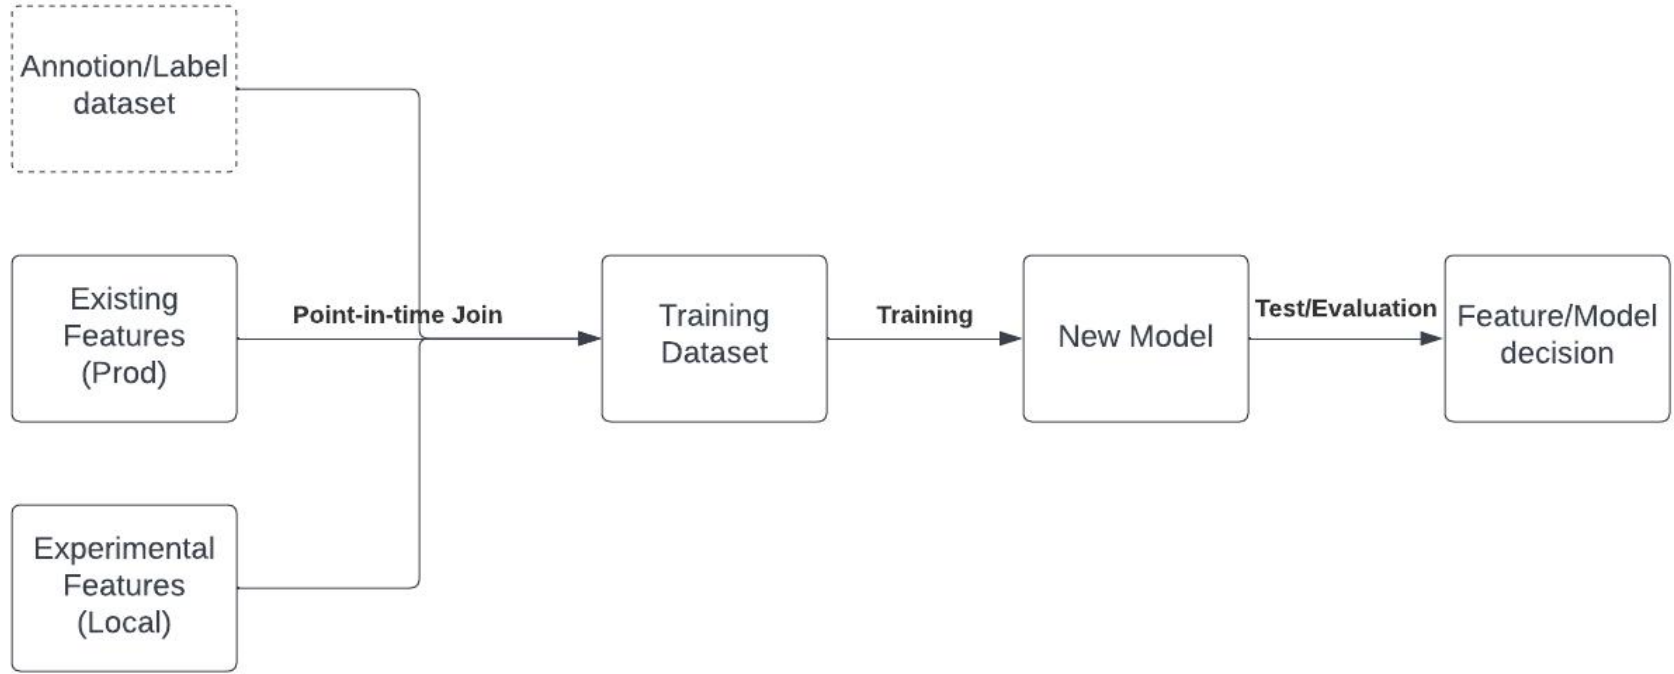 Annotion/Label
dataset
Existing
Features
(Prod)
Experimental
Features
(Local)
Point-in-time Join
Training
Dataset
Training
New Model
Test/Evaluation
Feature/Model
decision